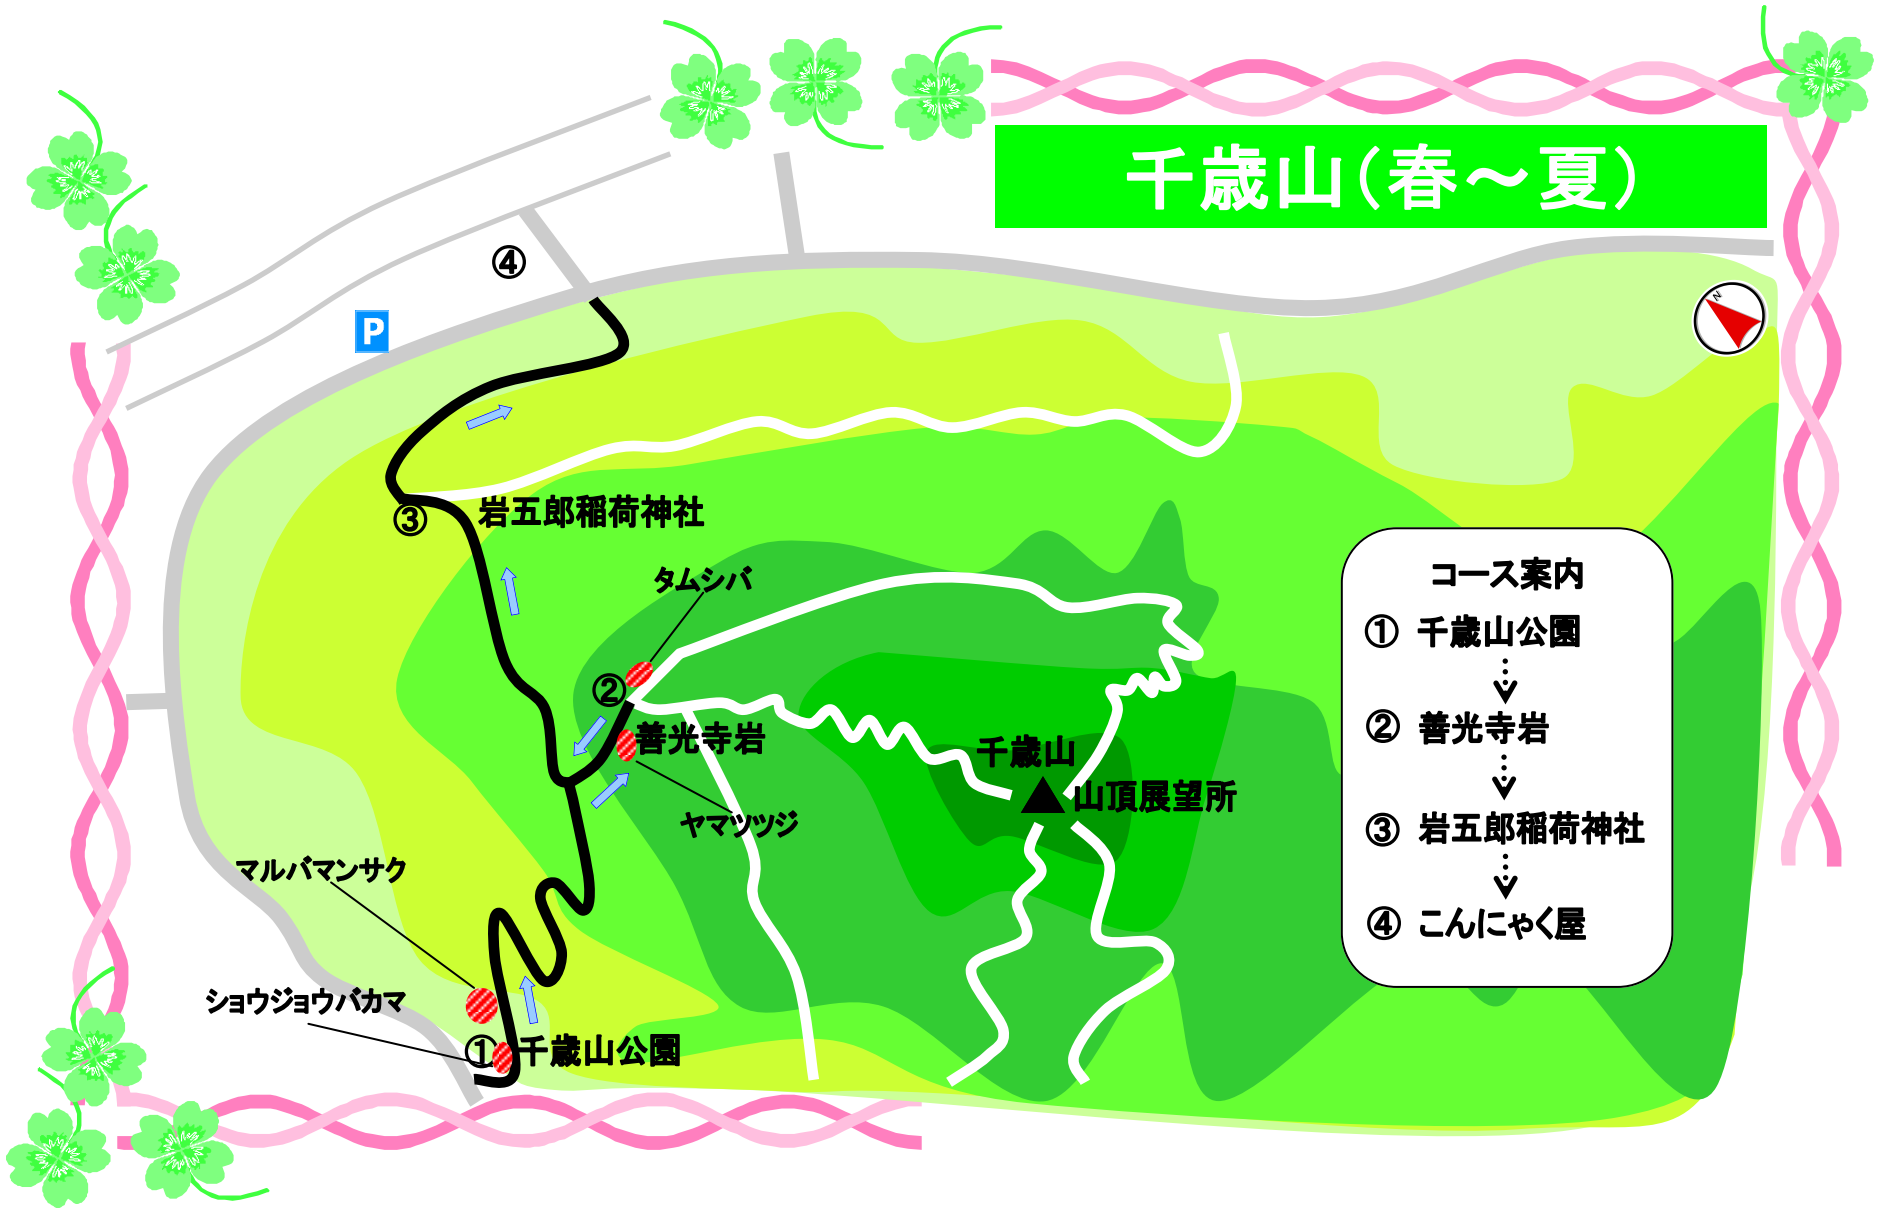 千歳山（春～夏）
N
④
P
③
岩五郎稲荷神社
タムシバ
②
善光寺岩
千歳山
山頂展望所
ヤマツツジ
マルバマンサク
ショウジョウバカマ
①
千歳山公園
コース案内
① 千歳山公園
② 善光寺岩
③ 岩五郎稲荷神社
④ こんにゃく屋